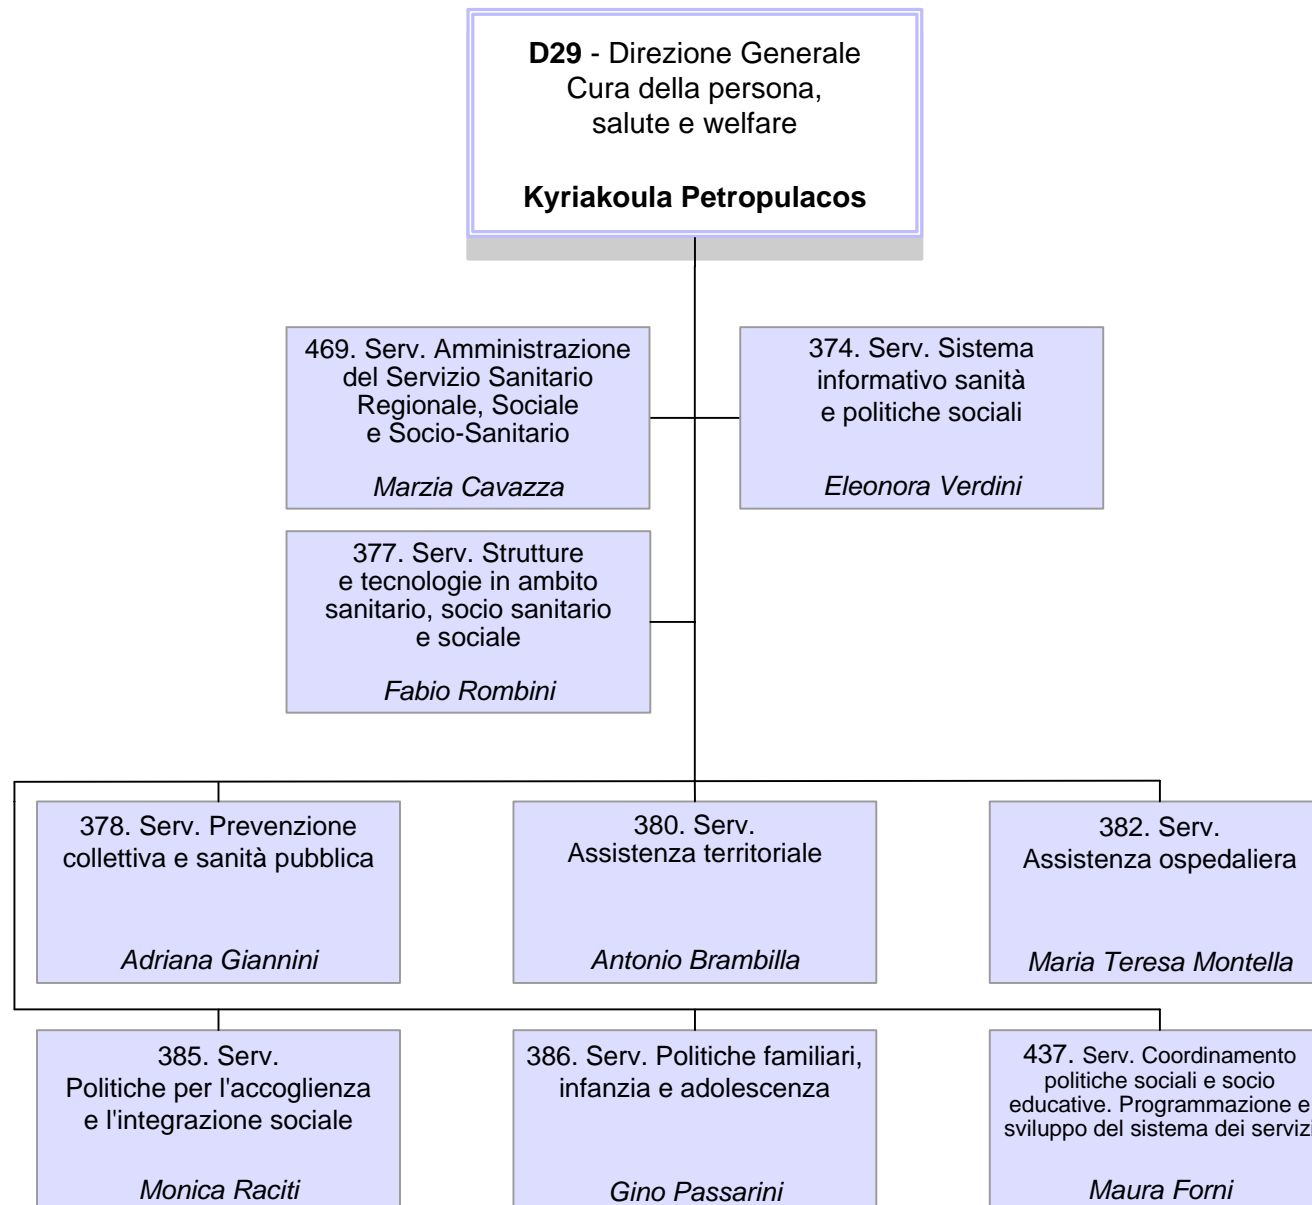 D29 - Direzione Generale
Cura della persona,
salute e welfare
Kyriakoula Petropulacos
469. Serv. Amministrazione
del Servizio Sanitario
Regionale, Sociale
e Socio-Sanitario
Marzia Cavazza
374. Serv. Sistema
informativo sanità
e politiche sociali
Eleonora Verdini
377. Serv. Strutture
e tecnologie in ambito
sanitario, socio sanitario
e sociale
Fabio Rombini
378. Serv. Prevenzione
collettiva e sanità pubblica
Adriana Giannini
380. Serv.
Assistenza territoriale
Antonio Brambilla
382. Serv.
Assistenza ospedaliera
Maria Teresa Montella
385. Serv.
Politiche per l'accoglienza
e l'integrazione sociale
Monica Raciti
386. Serv. Politiche familiari,
infanzia e adolescenza
Gino Passarini
437. Serv. Coordinamento
politiche sociali e socio
educative. Programmazione e
sviluppo del sistema dei servizi
Maura Forni